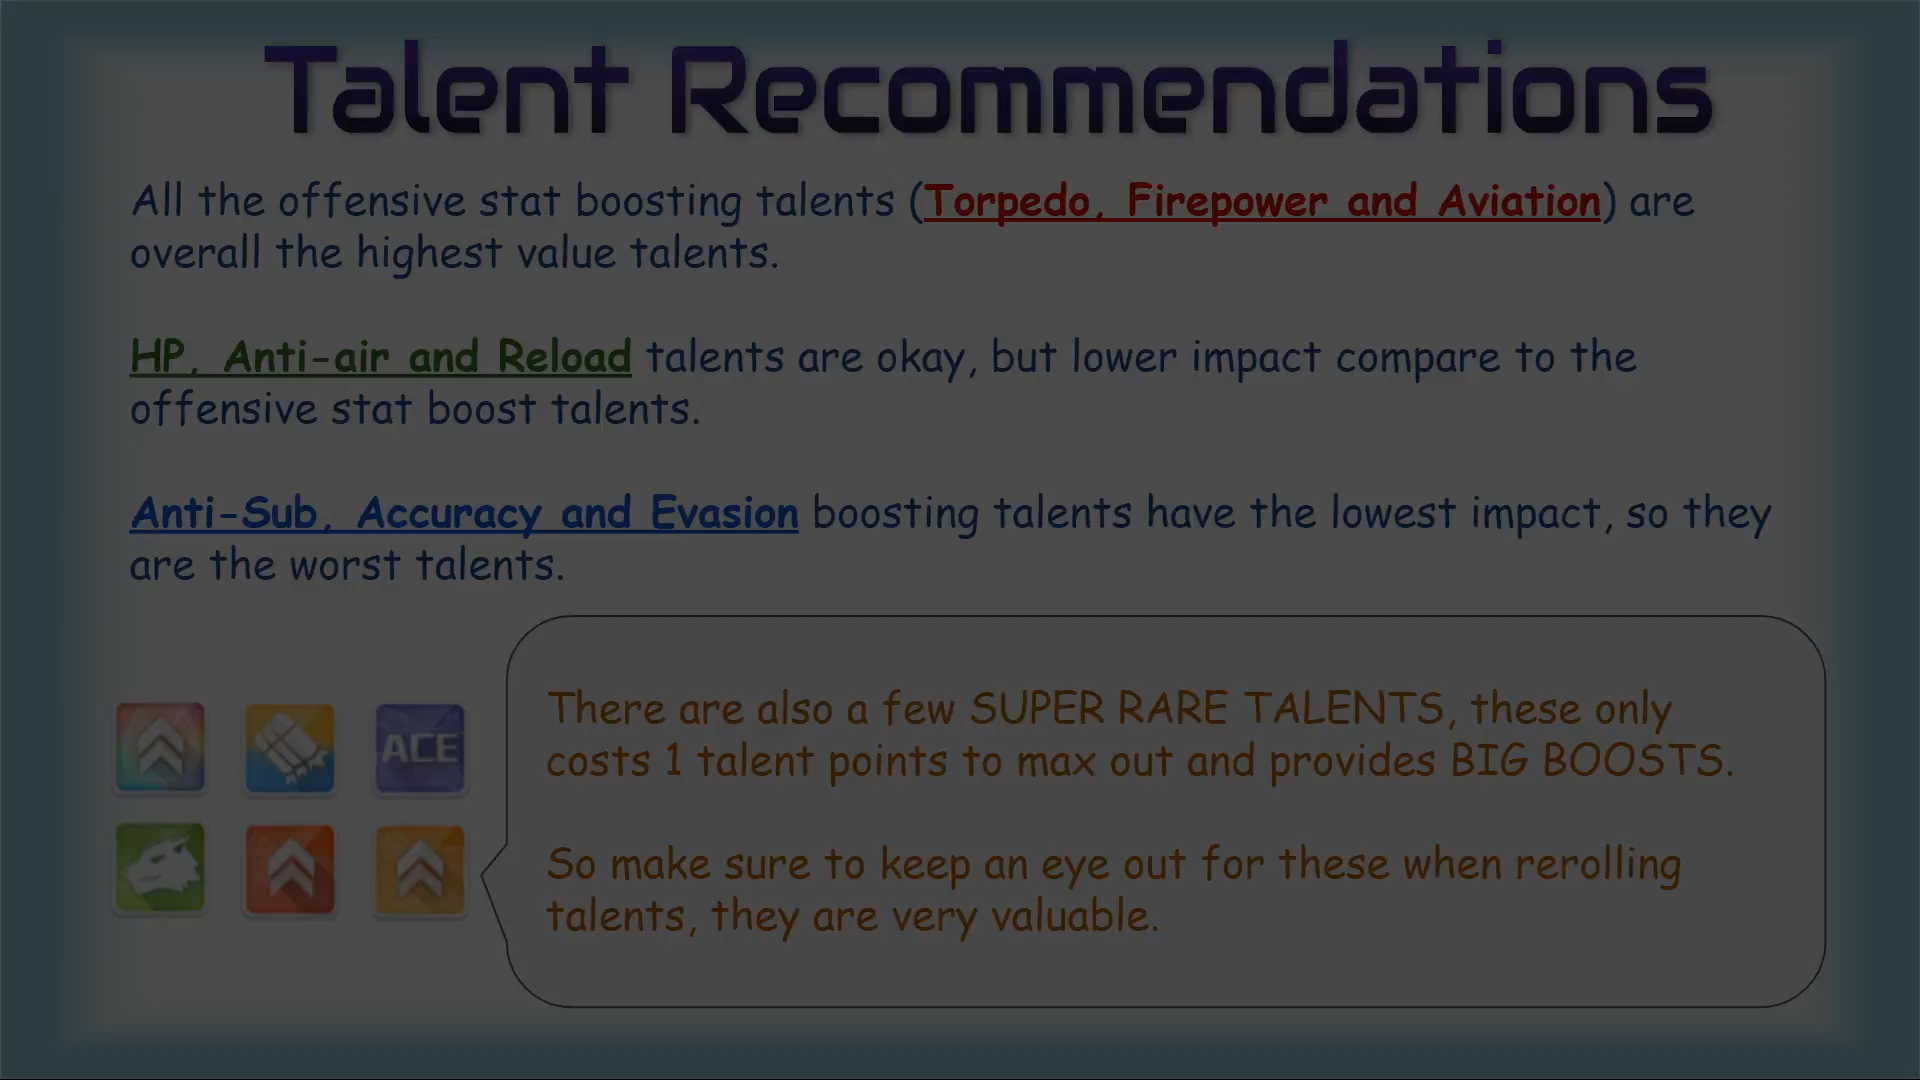 Talent Recommendations
All the offensive stat boosting talents (Torpedo, Firepower and Aviation) are
overall the highest value talents.
HP, Anti-air and Reload talents are okay, but lower impact compare to the
offensive stat boost talents.
Anti-Sub, Accuracy and Evasion boosting talents have the lowest impact, so they
are the worst talents.
There are also a few SUPER RARE TALENTS, these only
costs 1 talent points to max out and provides BIG BOOSTS.
ACE
So make sure to keep an eye out for these when rerolling
talents, they are very valuable.